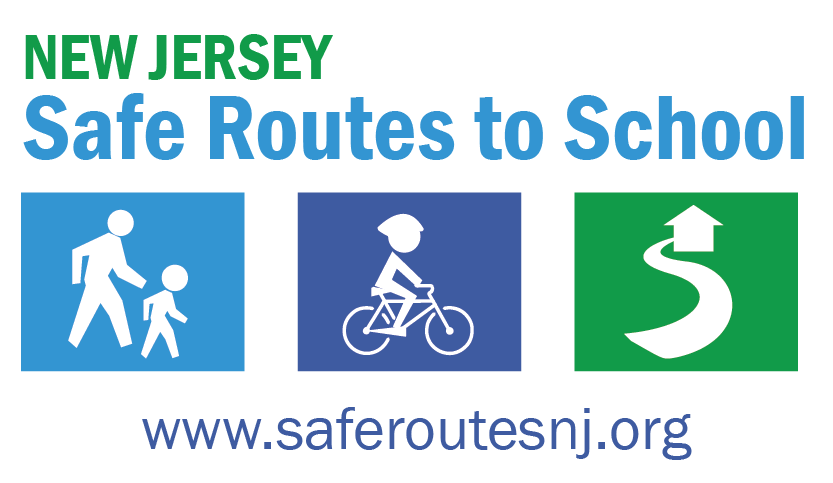 NEW JERSEY
Safe Routes to School
www.saferoutesnj.org